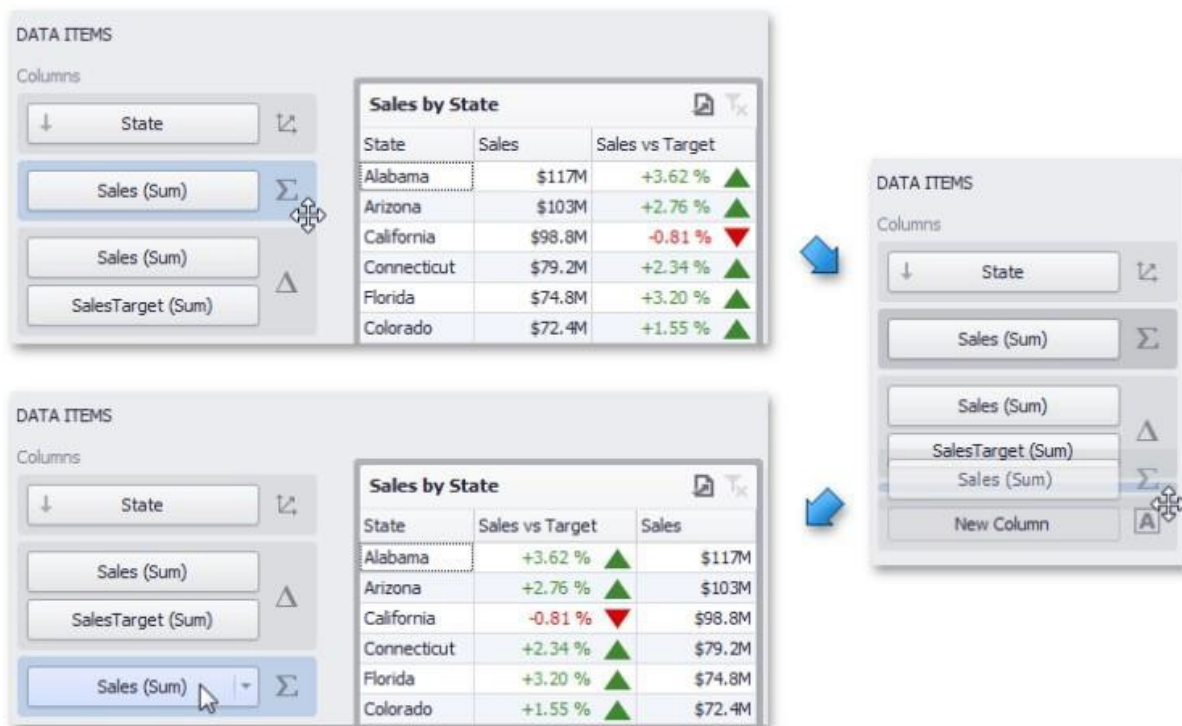 DATA ITEMS
Columns
State
Sales (Sum)
Sales (Sum)
SalesTarget (Sum)
Sales by State
State Sales Sales vs Target
Alabama $117M +3.62 %
Arizona $103M +2.76 %
California $98.8M -0.81 %
Connecticut $79.2M +2.34 %
Florida $74.8M +3.20 %
Colorado $72.4M +1.55 %
DATA ITEMS
Columns
State
Sales (Sum)
Sales (Sum)
SalesTarget (Sum)
Sales (Sum)
New Column
A
DATA ITEMS
Columns
State
Sales (Sum)
SalesTarget (Sum)
Sales (Sum)
Sales by State
State Sales vs Target Sales
Alabama +3.62 % $117M
Arizona +2.76 % $103M
California -0.81 % $98.8M
Connecticut +2.34 % $79.2M
Florida +3.20 % $74.8M
Colorado +1.55 % $72.4M